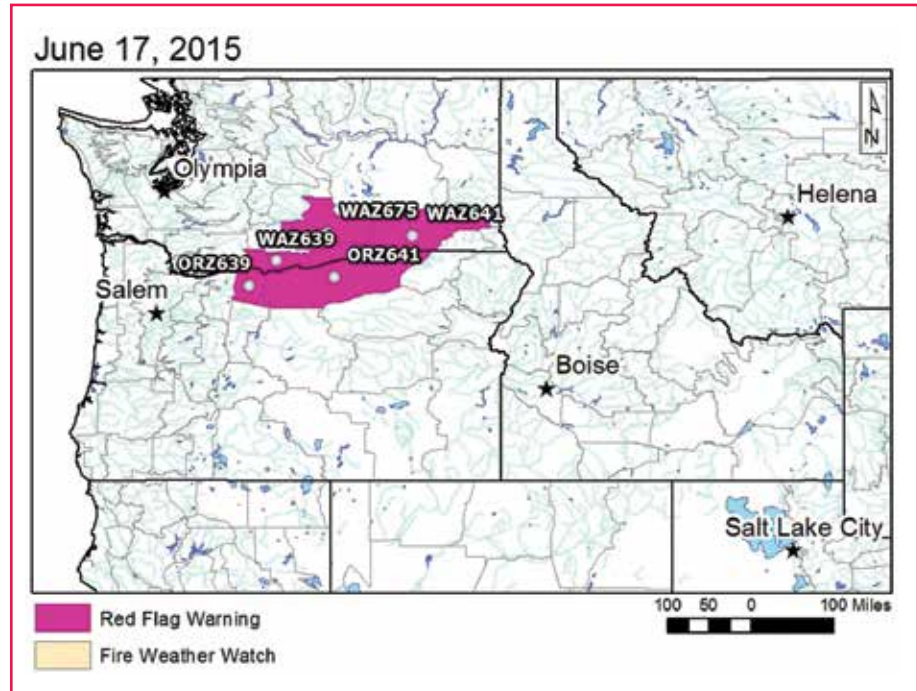 June 17, 2015
N
Olympia
Helena
WAZ675 WAZ641
WAZ639
ORZ639 ORZ641
Salem
Boise
Salt Lake City
Red Flag Warning
Fire Weather Watch
100 50 0 100 Miles